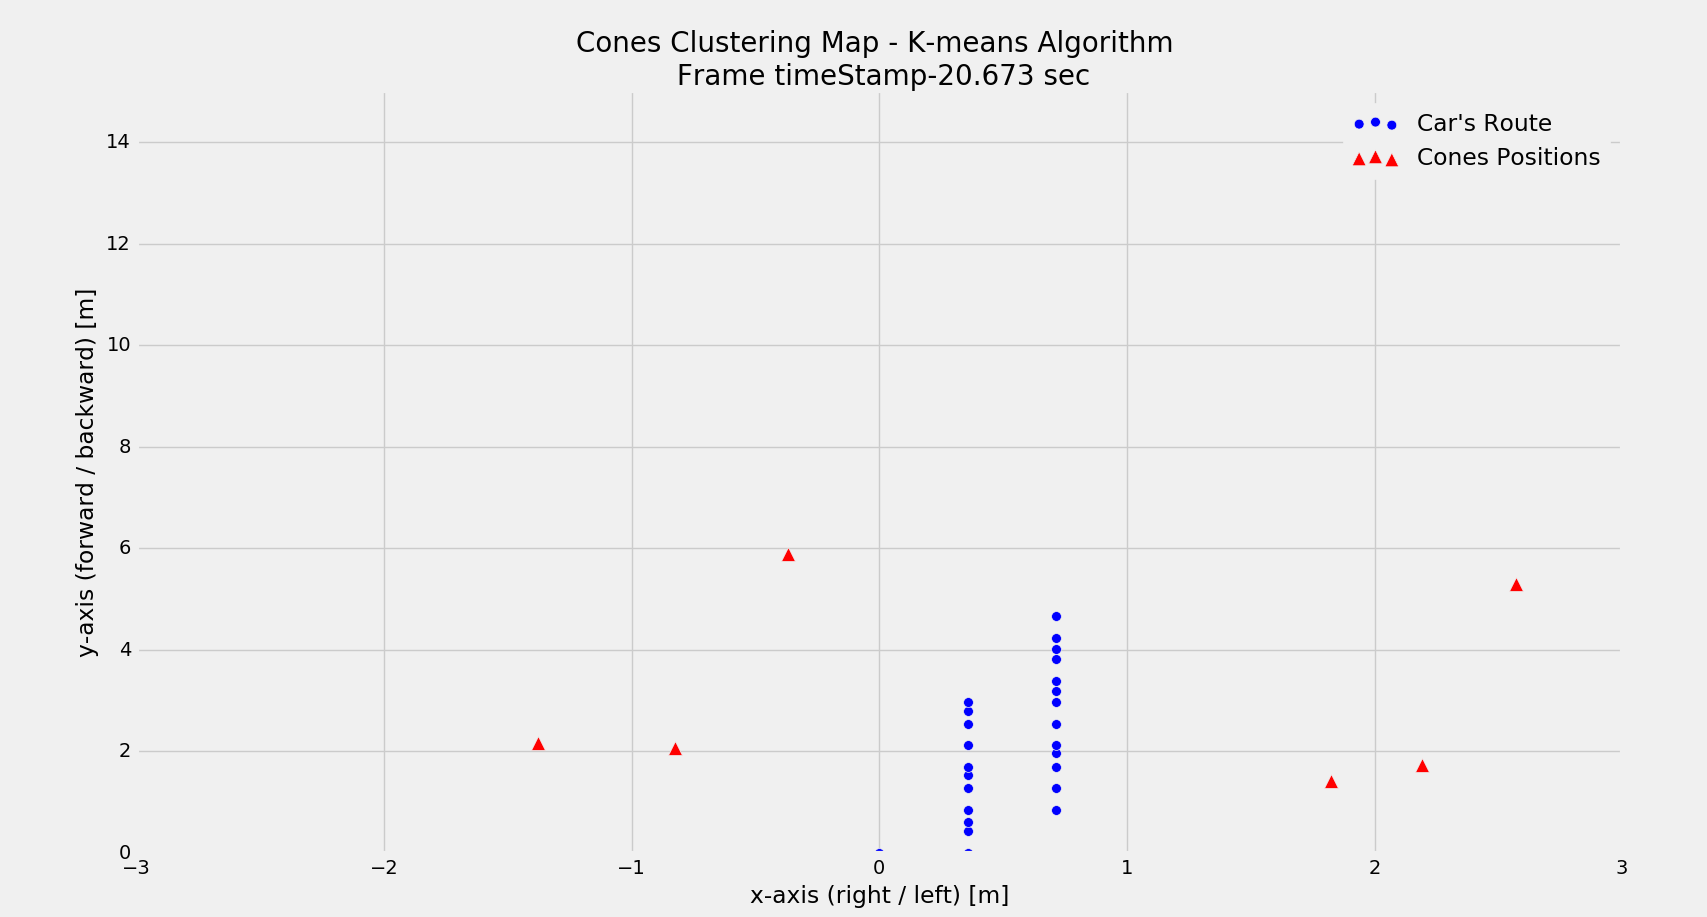 Cones Clustering Map - K-means Algorithm
Frame timeStamp-20.673 sec
Car's Route
Cones Positions
14
12
10
8
6
4
2
0
y-axis (forward / backward) [m]
−3 −2 −1 0 1 2 3
x-axis (right / left) [m]